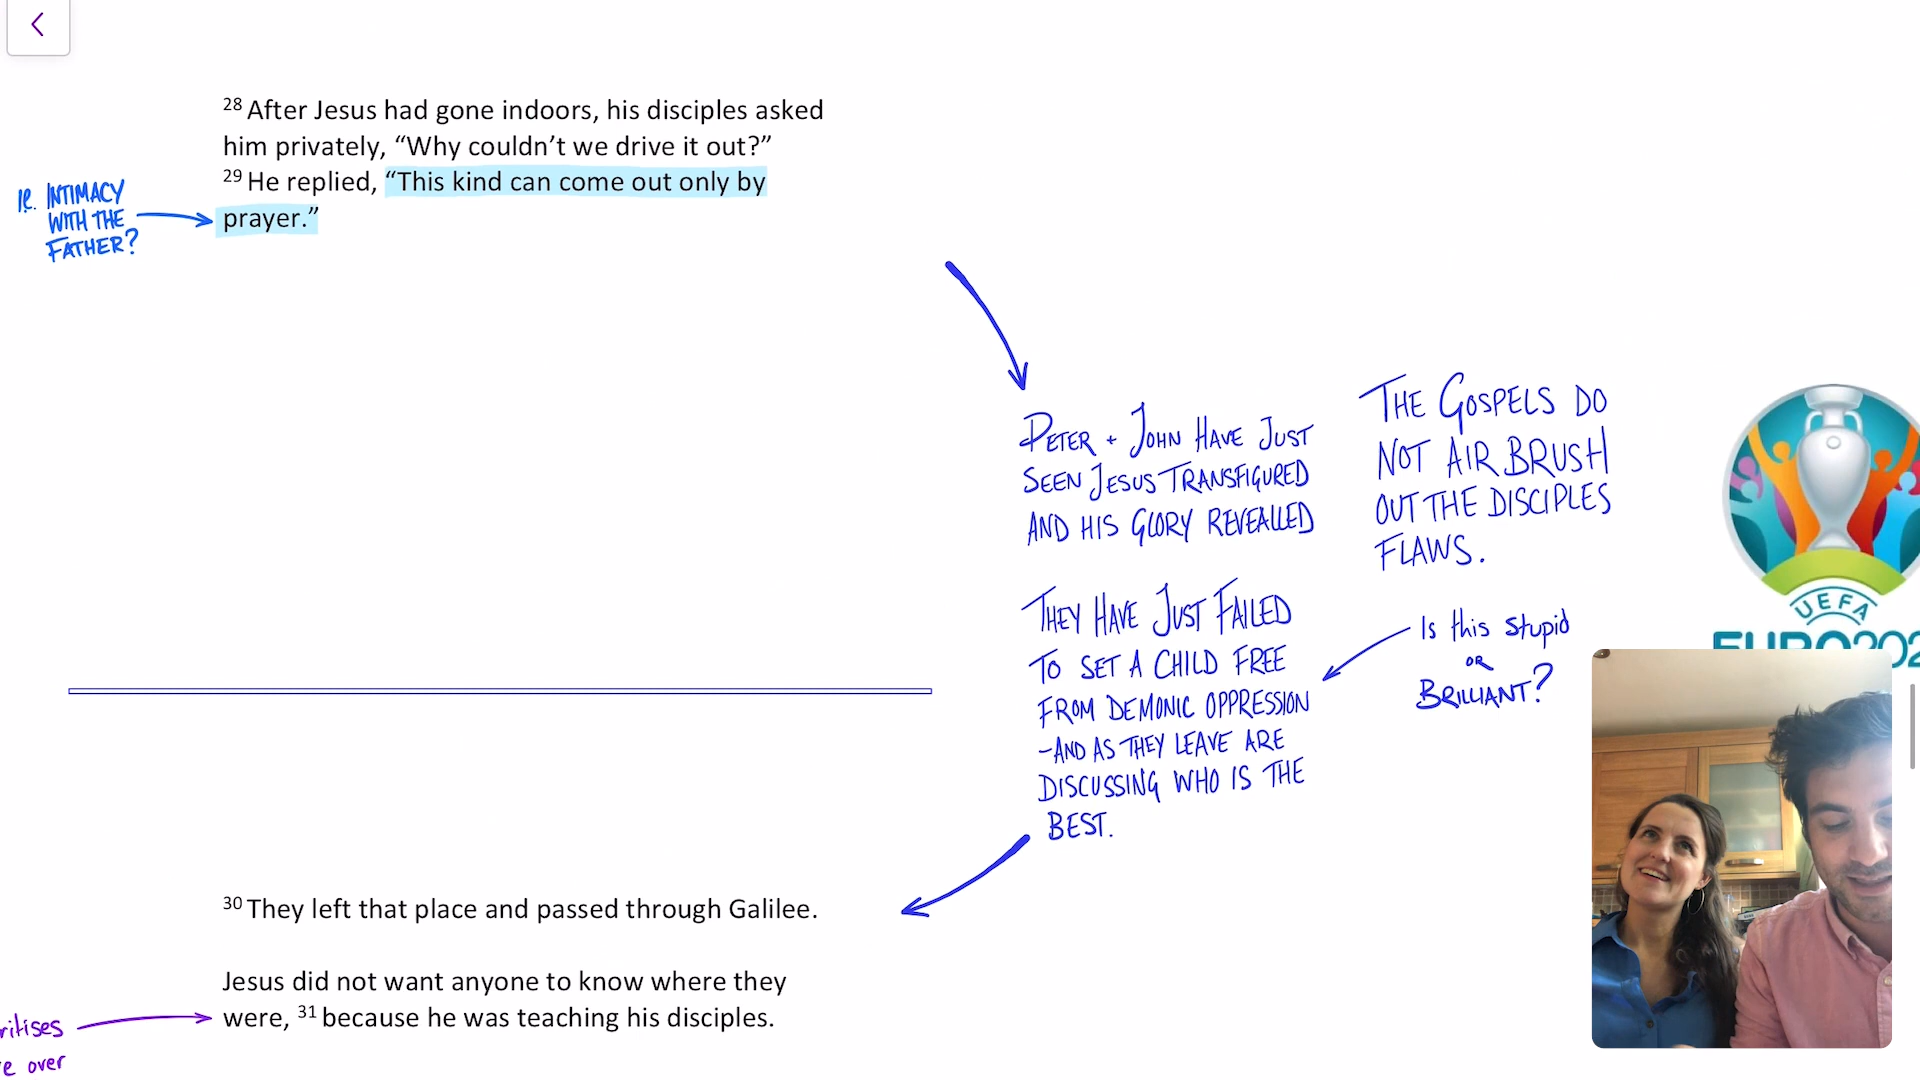 28 After Jesus had gone indoors, his disciples asked
him privately, “Why couldn’t we drive it out?”
29 He replied, “This kind can come out only by
prayer.”
ie. INTIMACY
WITH THE
FATHER?
PETER + JOHN HAVE JUST
SEEN JESUS TRANSFIGURED
AND HIS GLORY REVEALLED
THEY HAVE JUST FAILED
TO SET A CHILD FREE
FROM DEMONIC OPPRESSION
-AND AS THEY LEAVE ARE
DISCUSSING WHO IS THE
BEST.
THE GOSPELS DO
NOT AIR BRUSH
OUT THE DISCIPLES
FLAWS.
Is this Stupid
OR
BRILLIANT?
UEFA
EURO202
30 They left that place and passed through Galilee.
Jesus did not want anyone to know where they
were, 31 because he was teaching his disciples.
over